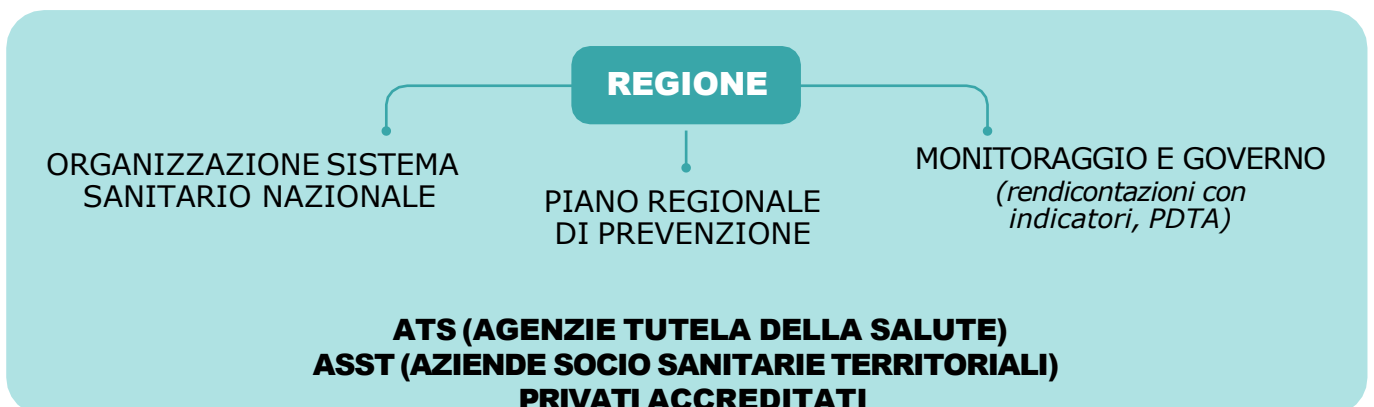 REGIONE
ORGANIZZAZIONE SISTEMA
SANITARIO NAZIONALE
PIANO REGIONALE
DI PREVENZIONE
MONITORAGGIO E GOVERNO
(rendicontazioni con
indicatori, PDTA)
ATS (AGENZIE TUTELA DELLA SALUTE)
ASST (AZIENDE SOCIO SANITARIE TERRITORIALI)
PRIVATI ACCREDITATI